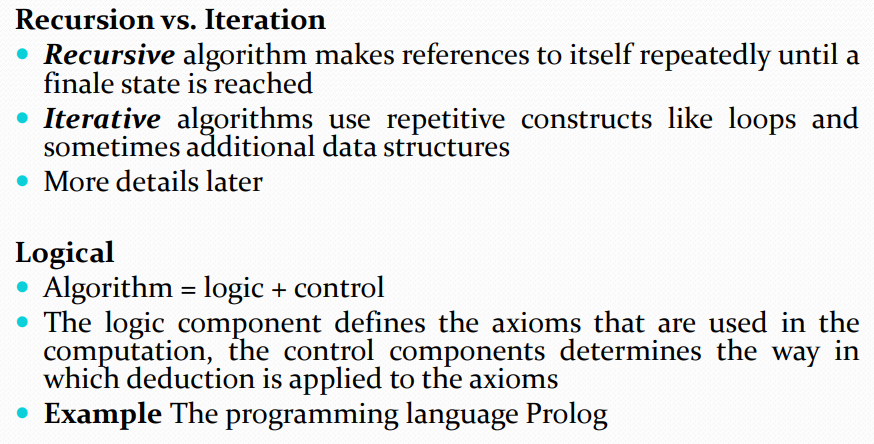 Recursion vs. Iteration
Recursive algorithm makes references to itself repeatedly until a
finale state is reached
Iterative algorithms use repetitive constructs like loops and
sometimes additional data structures
More details later
Logical
Algorithm = logic + control
The logic component defines the axioms that are used in the
computation, the control components determines the way in
which deduction is applied to the axioms
Example The programming language Prolog